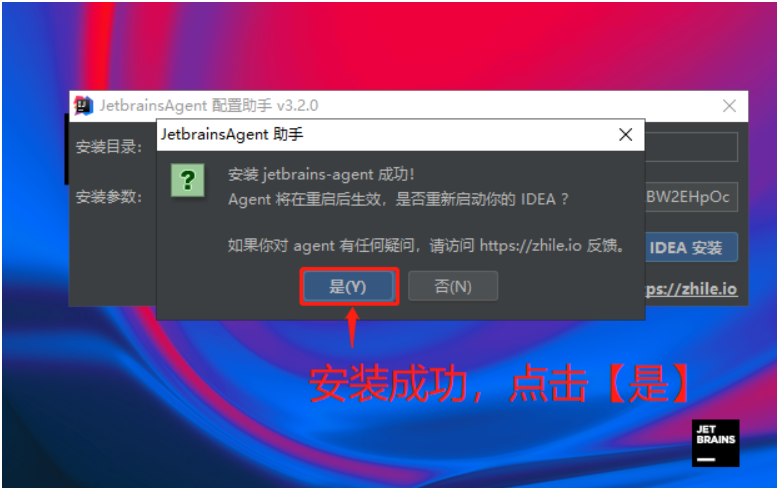 JetbrainsAgent 配置助手 v3.2.0
JetbrainsAgent 助手
安装目录:
安装 jetbrains-agent 成功!
Agent 将在重启后生效，是否重新启动你的 IDEA ?
安装参数:
BW2EHpOc
如果你对 agent 有任何疑问，请访问 https://zhile.io 反馈。
IDEA 安装
是(Y)
否(N)
ps://zhile.io
安装成功，点击【是】
JET
BRAINS